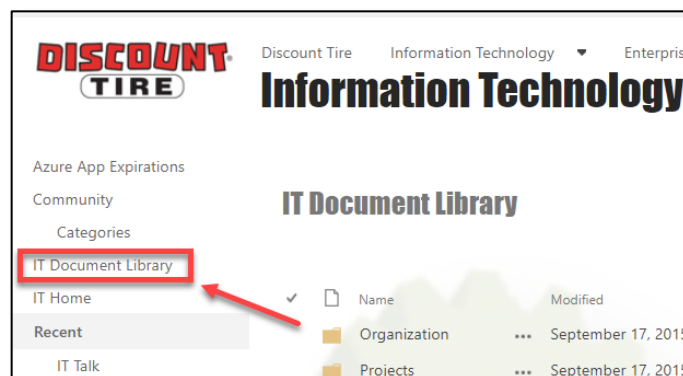 DISCOUNT
TIRE
Discount Tire Information Technology Enterpris
Information Technology
Azure App Expirations
Community
Categories
IT Document Library
IT Home
Recent
IT Talk
IT Document Library
Name Modified
Organization ... September 17, 2015
Projects ... September 17, 2015